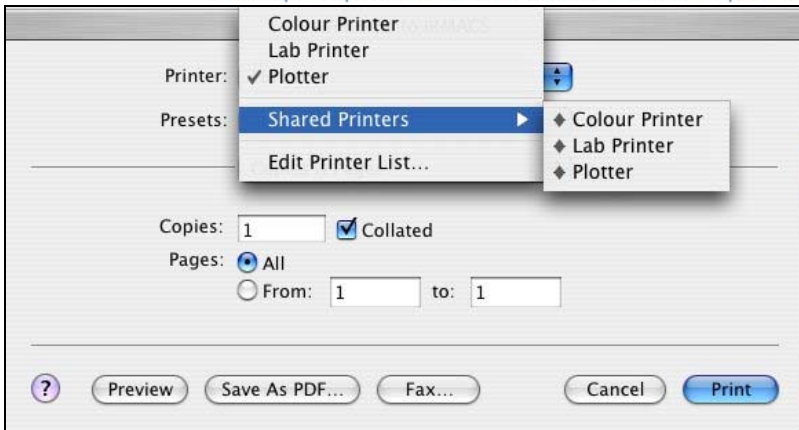 Colour Printer
Lab Printer
Printer: ✓ Plotter
Presets: Shared Printers ▶ ♦ Colour Printer
♦ Lab Printer
♦ Plotter
Edit Printer List...
Copies: 1 Collated
Pages: All
From: 1 to: 1
? Preview Save As PDF... Fax... Cancel Print